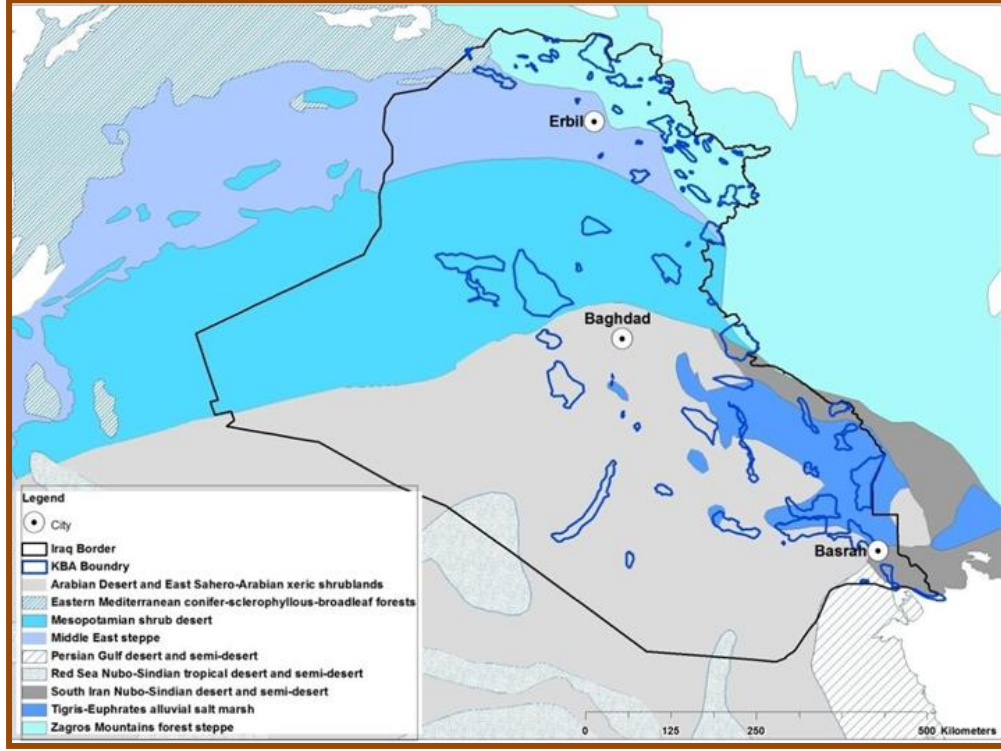 Erbil
Baghdad
Basrah
Legend
City
Iraq Border
KBA Boundry
Arabian Desert and East Sahero-Arabian xeric shrublands
Eastern Mediterranean conifer-sclerophyllous-broadleaf forests
Mesopotamian shrub desert
Middle East steppe
Persian Gulf desert and semi-desert
Red Sea Nubo-Sindian tropical desert and semi-desert
South Iran Nubo-Sindian desert and semi-desert
Tigris-Euphrates alluvial salt marsh
Zagros Mountains forest steppe
0 125 250 500 Kilometers